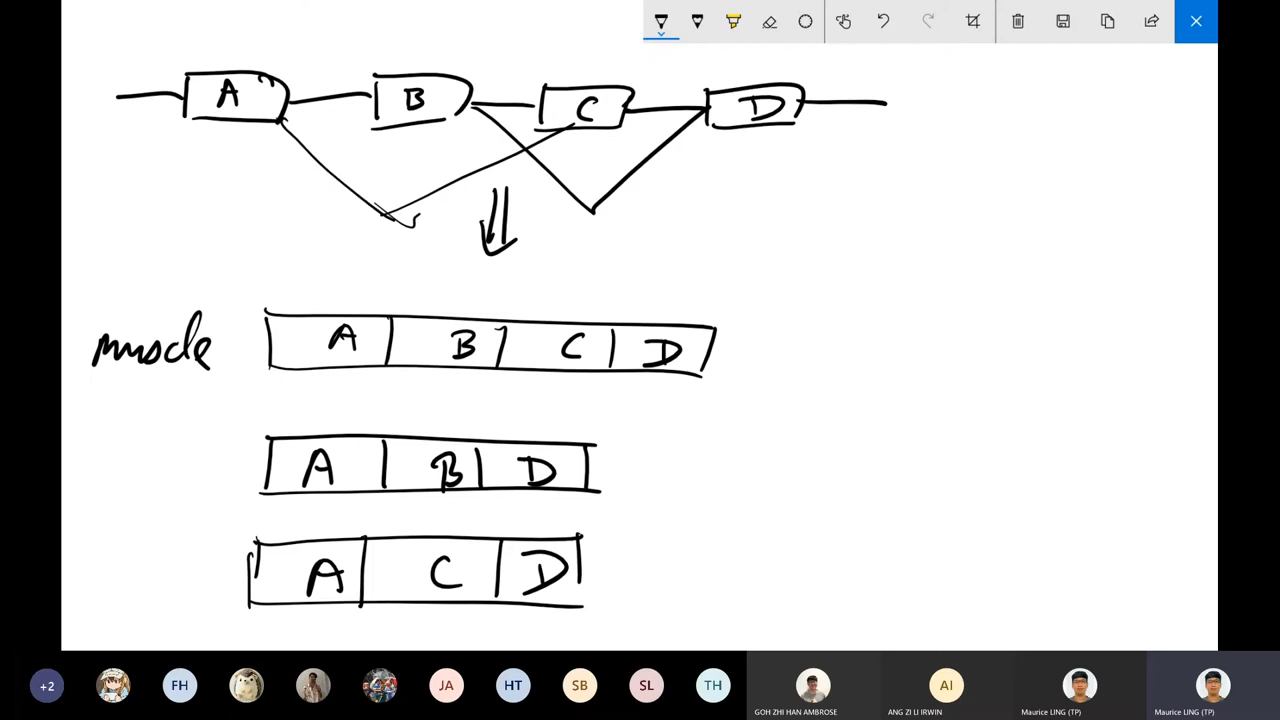 A B C D
muscle A B C D
A B D
A C D
+2 FH JA HT SB SL TH AI
GOH ZHI HAN AMBROSE ANG ZI LI IRWIN Maurice LING (TP) Maurice LING (TP)